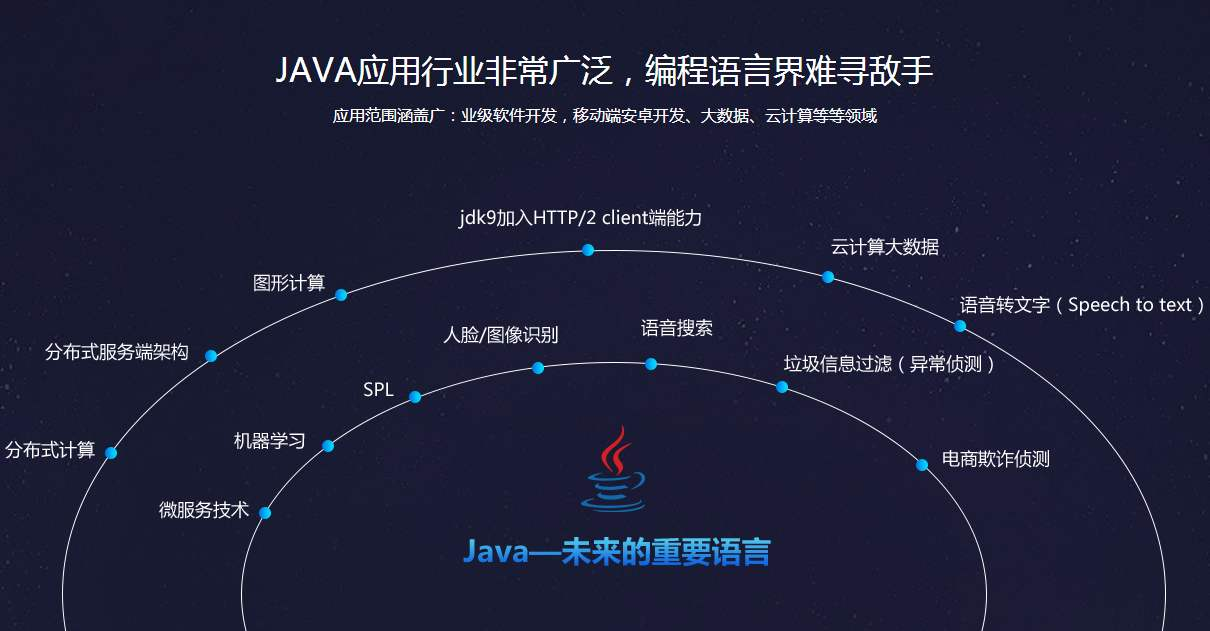 JAVA应用行业非常广泛，编程语言界难寻敌手
应用范围涵盖广：业级软件开发，移动端安卓开发、大数据、云计算等等领域
jdk9加入HTTP/2 client端能力
云计算大数据
图形计算
语音转文字（Speech to text）
人脸/图像识别
语音搜索
分布式服务端架构
垃圾信息过滤（异常侦测）
SPL
机器学习
分布式计算
电商欺诈侦测
微服务技术
Java—未来的重要语言